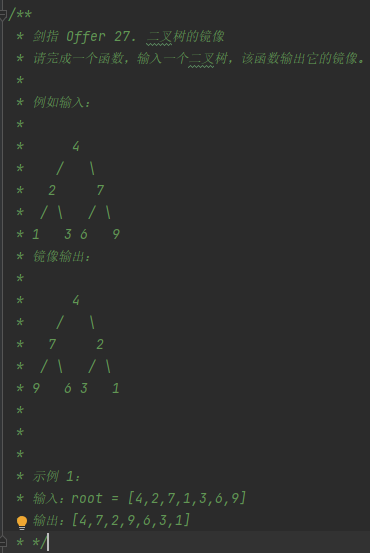 /**
 * 剑指 Offer 27. 二叉树的镜像
 * 请完成一个函数，输入一个二叉树，该函数输出它的镜像。
 *
 * 例如输入：
 *
 *      4
 *    /   \
 *   2     7
 *  / \   / \
 * 1   3 6   9
 * 镜像输出：
 *
 *      4
 *    /   \
 *   7     2
 *  / \   / \
 * 9   6 3   1
 *
 *
 *
 * 示例 1：
 * 输入：root = [4,2,7,1,3,6,9]
 输出：[4,7,2,9,6,3,1]
 * */